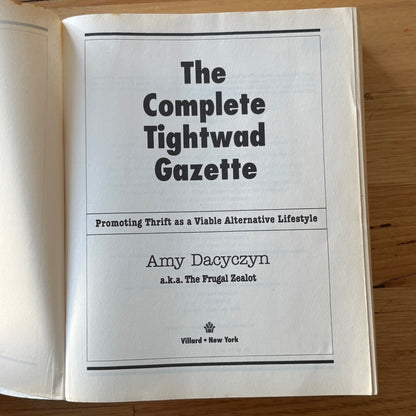 The
Complete
Tightwad
Gazette
Promoting Thrift as a Viable Alternative Lifestyle
Amy Dacyczyn
a.k.a. The Frugal Zealot
Villard • New York